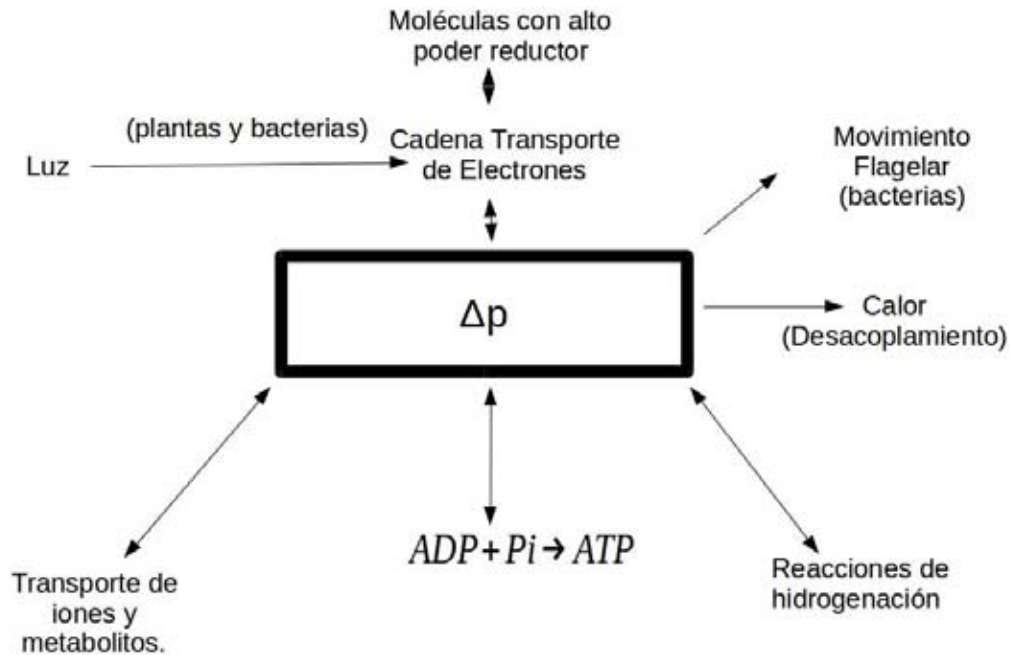 Moléculas con alto
poder reductor
(plantas y bacterias)
Luz
Cadena Transporte
de Electrones
Movimiento
Flagelar
(bacterias)
Δp
Calor
(Desacoplamiento)
Transporte de
iones y
metabolitos.
ADP + Pi → ATP
Reacciones de
hidrogenación